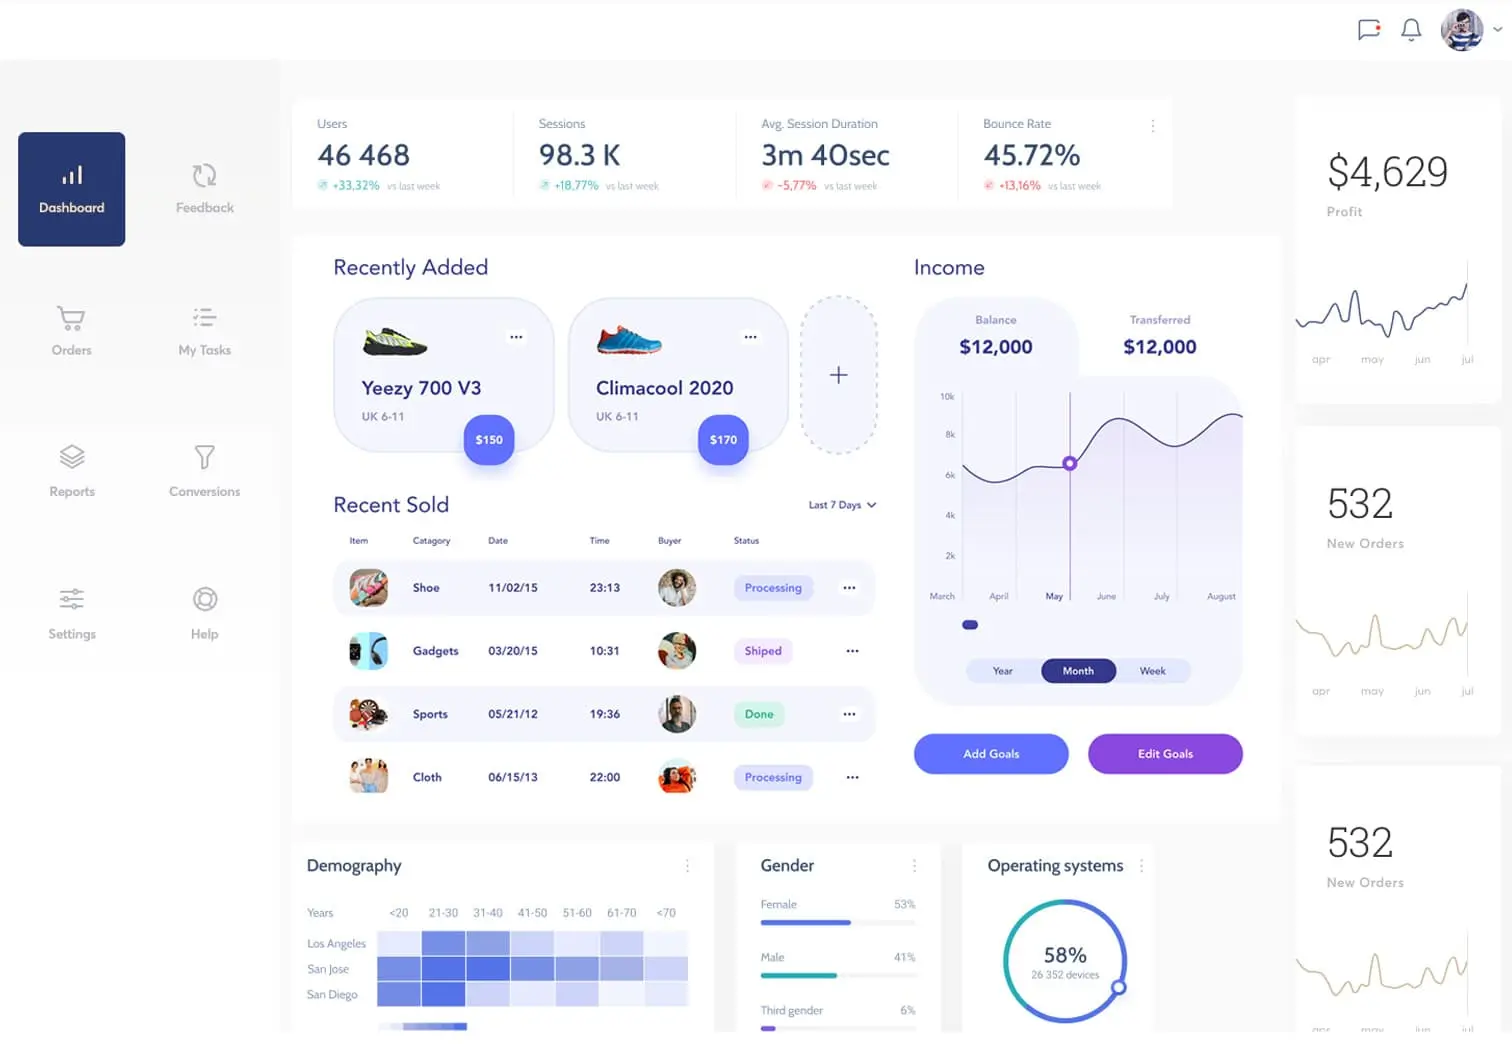 Dashboard
Feedback
Orders
My Tasks
Reports
Conversions
Settings
Help
Users
46 468
+33,32% vs last week
Sessions
98.3 K
+18,77% vs last week
Avg. Session Duration
3m 40sec
-5,77% vs last week
Bounce Rate
45.72%
+13,16% vs last week
Recently Added
Yeezy 700 V3
UK 6-11
$150
Climacool 2020
UK 6-11
$170
+
Recent Sold
Last 7 Days
Item Catagory Date Time Buyer Status
Shoe 11/02/15 23:13 Processing
Gadgets 03/20/15 10:31 Shiped
Sports 05/21/12 19:36 Done
Cloth 06/15/13 22:00 Processing
Income
Balance
$12,000
Transferred
$12,000
10k
8k
6k
4k
2k
March April May June July August
Year Month Week
Add Goals
Edit Goals
Demography
Years <20 21-30 31-40 41-50 51-60 61-70 <70
Los Angeles
San Jose
San Diego
Gender
Female 53%
Male 41%
Third gender 6%
Operating systems
58%
26 352 devices
$4,629
Profit
apr may jun jul
532
New Orders
apr may jun jul
532
New Orders
apr may jun jul